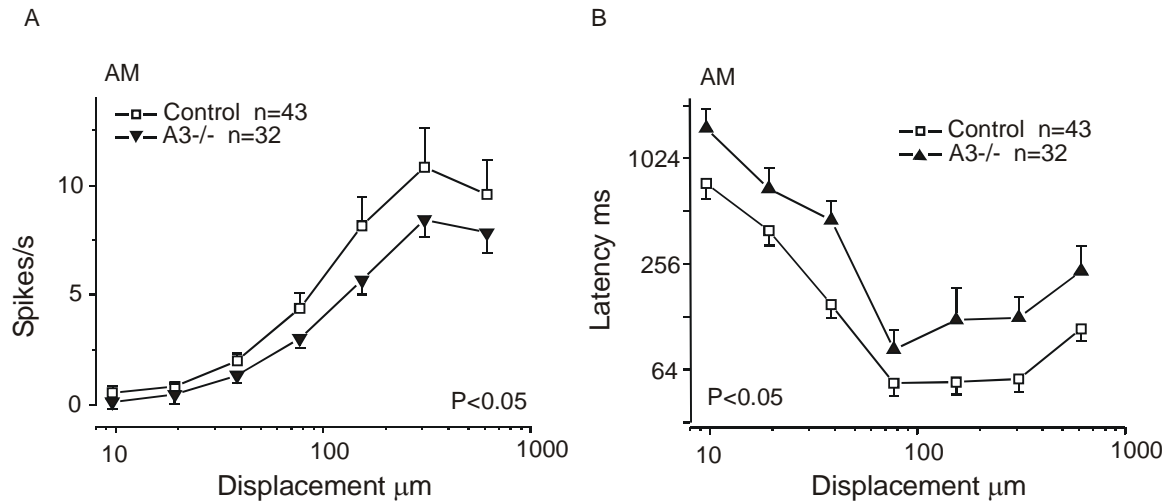 A
AM
Control n=43
A3-/- n=32
10
5
0
Spikes/s
P<0.05
10 100 1000
Displacement μm
B
AM
Control n=43
A3-/- n=32
1024
256
64
Latency ms
P<0.05
10 100 1000
Displacement μm